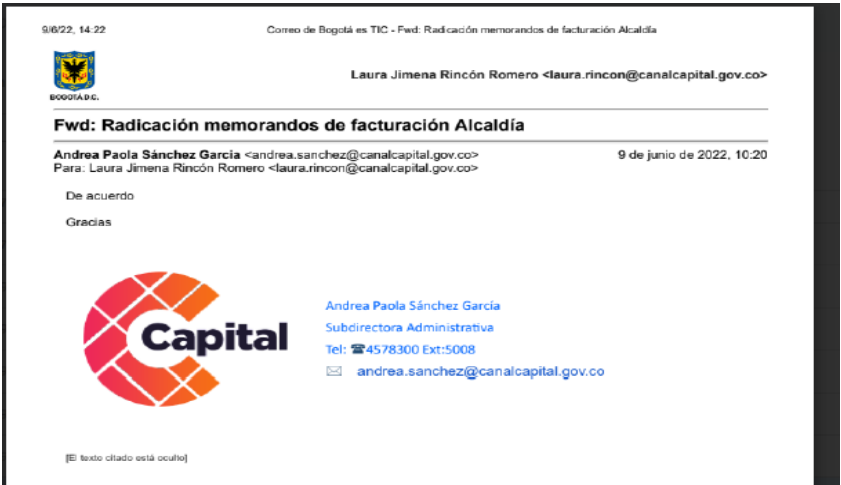 9/6/22, 14:22 Correo de Bogotá es TIC - Fwd: Radicación memorandos de facturación Alcaldía
BOGOTÁ D.C.
Laura Jimena Rincón Romero <laura.rincon@canalcapital.gov.co>
Fwd: Radicación memorandos de facturación Alcaldía
Andrea Paola Sánchez Garcia <andrea.sanchez@canalcapital.gov.co> 9 de junio de 2022, 10:20
Para: Laura Jimena Rincón Romero <laura.rincon@canalcapital.gov.co>
De acuerdo
Gracias
Capital
Andrea Paola Sánchez García
Subdirectora Administrativa
Tel: ☎4578300 Ext:5008
✉ andrea.sanchez@canalcapital.gov.co
[El texto citado está oculto]